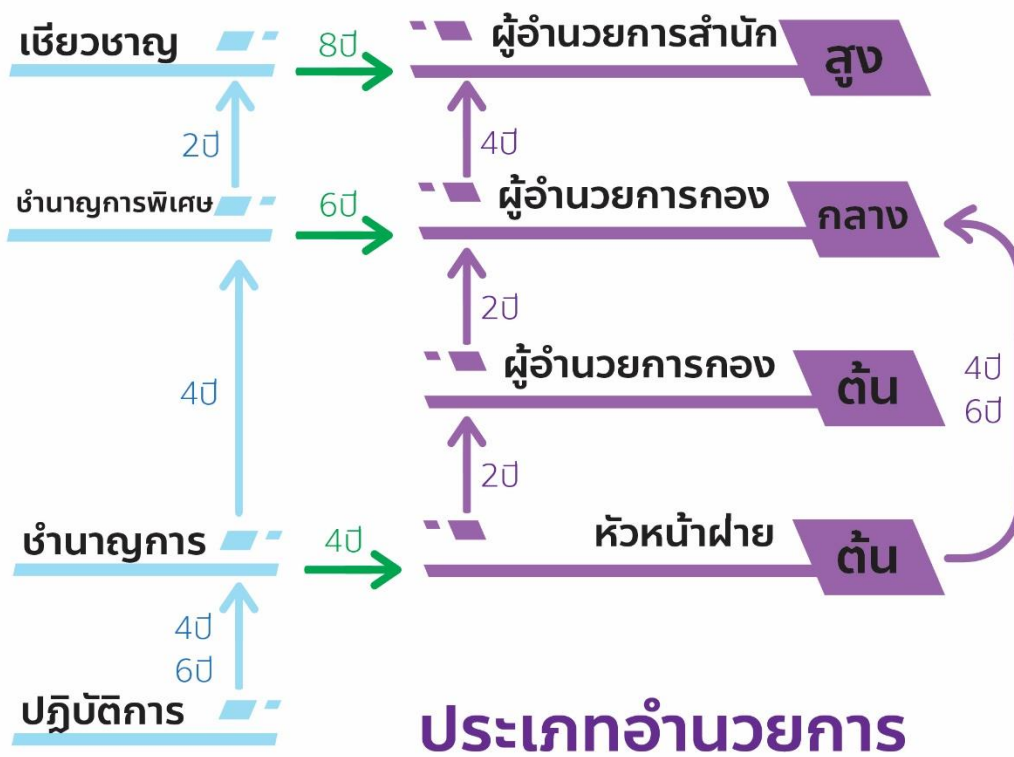 เชียวชาญ
8ปี
ผู้อำนวยการสำนัก
สูง
2ปี
4ปี
ชำนาญการพิเศษ
6ปี
ผู้อำนวยการกอง
กลาง
2ปี
ผู้อำนวยการกอง
ต้น
4ปี
4ปี
6ปี
2ปี
ชำนาญการ
4ปี
หัวหน้าฝ่าย
ต้น
4ปี
6ปี
ปฏิบัติการ
ประเภทอำนวยการ